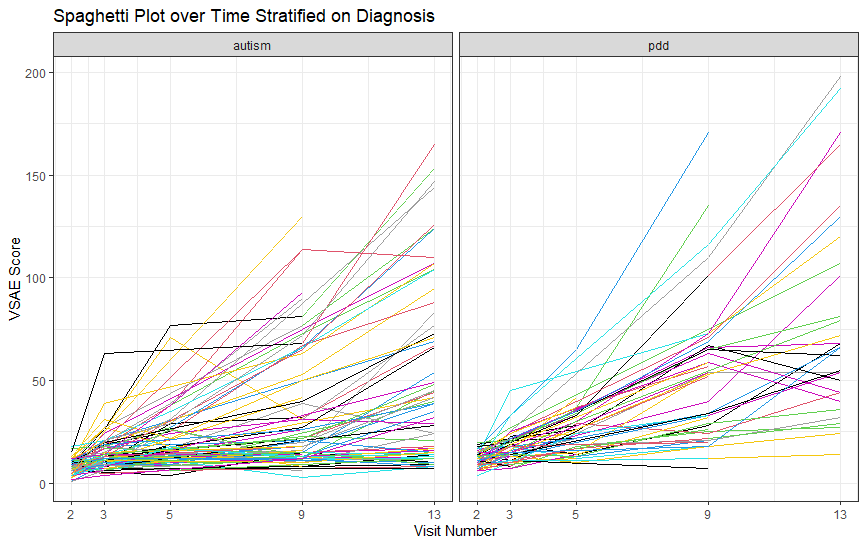 Spaghetti Plot over Time Stratified on Diagnosis
autism
pdd
VSAE Score
200
150
100
50
0
2 3 5 9 13
2 3 5 9 13
Visit Number